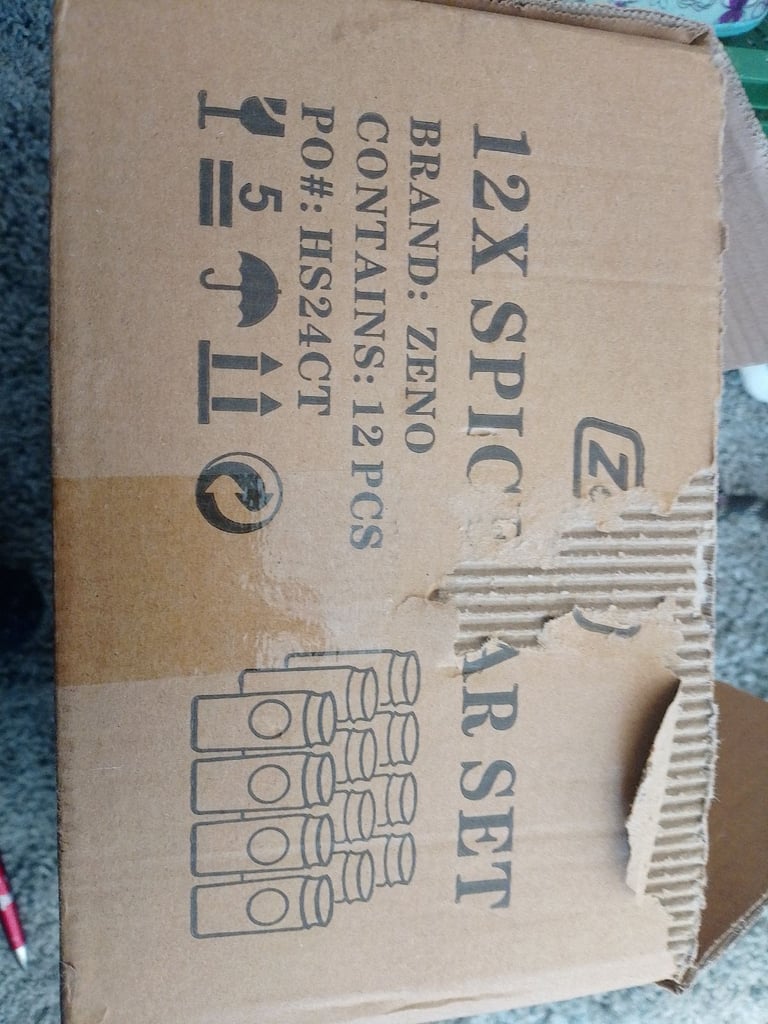 Z
12X SPIC AR SET
BRAND: ZENO
CONTAINS: 12 PCS
PO#: HS24CT
5